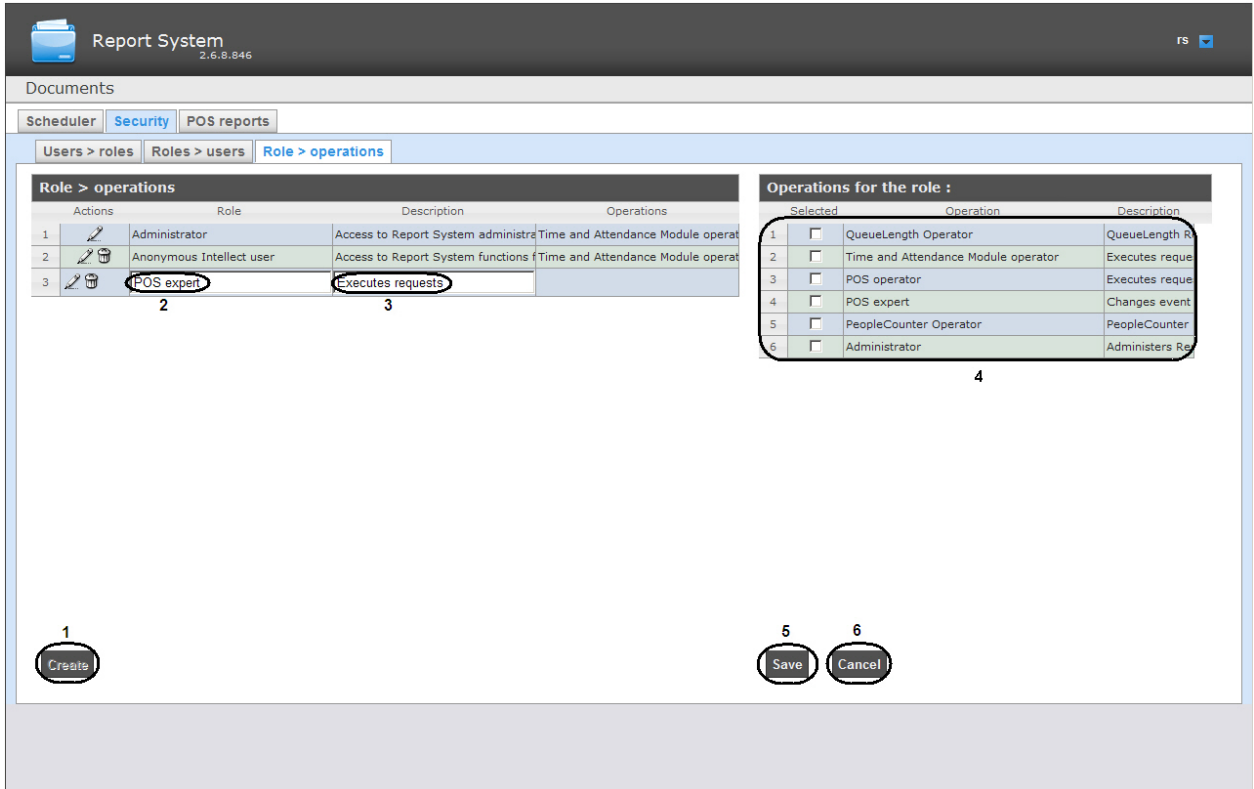 Report System
2.6.8.846
rs
Documents
Scheduler Security POS reports
Users > roles Roles > users Role > operations
Role > operations
Actions Role Description Operations
1 Administrator Access to Report System administra Time and Attendance Module operat
2 Anonymous Intellect user Access to Report System functions f Time and Attendance Module operat
3 POS expert Executes requests
2 3
Operations for the role :
Selected Operation Description
1 QueueLength Operator QueueLength R
2 Time and Attendance Module operator Executes reque
3 POS operator Executes reque
4 POS expert Changes event
5 PeopleCounter Operator PeopleCounter
6 Administrator Administers Re
4
1
Create
5 6
Save Cancel